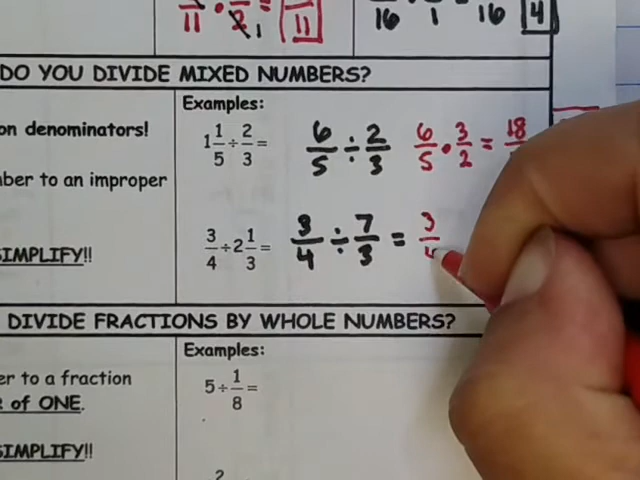 11 2 1 = 11
16 1 = 16 4
DO YOU DIVIDE MIXED NUMBERS?
Examples:
on denominators!
1 1/5 ÷ 2/3 =
6/5 ÷ 2/3
6/5 • 3/2 = 18
mber to an improper
3/4 ÷ 2 1/3 =
3/4 ÷ 7/3 = 3/4
SIMPLIFY!!
DIVIDE FRACTIONS BY WHOLE NUMBERS?
Examples:
er to a fraction
5 ÷ 1/8 =
of ONE.
SIMPLIFY!!
2